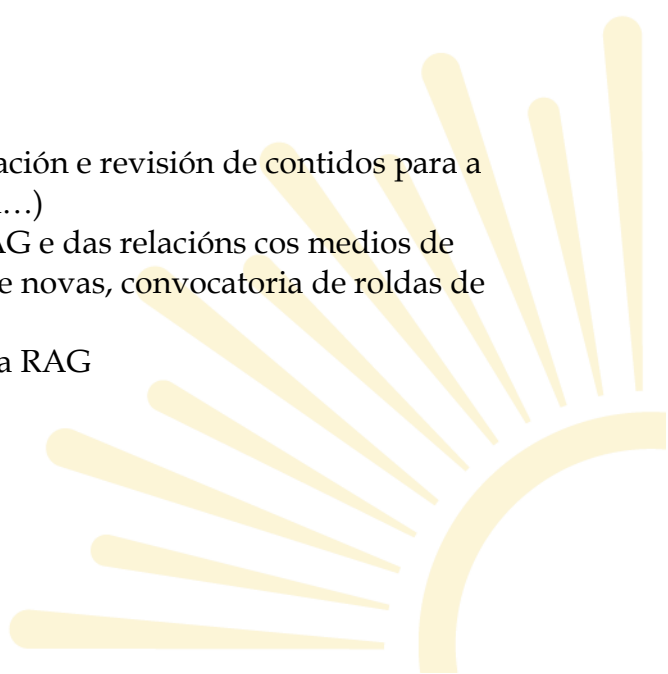 ación e revisión de contidos para a
…)
AG e das relacións cos medios de
e novas, convocatoria de roldas de
a RAG